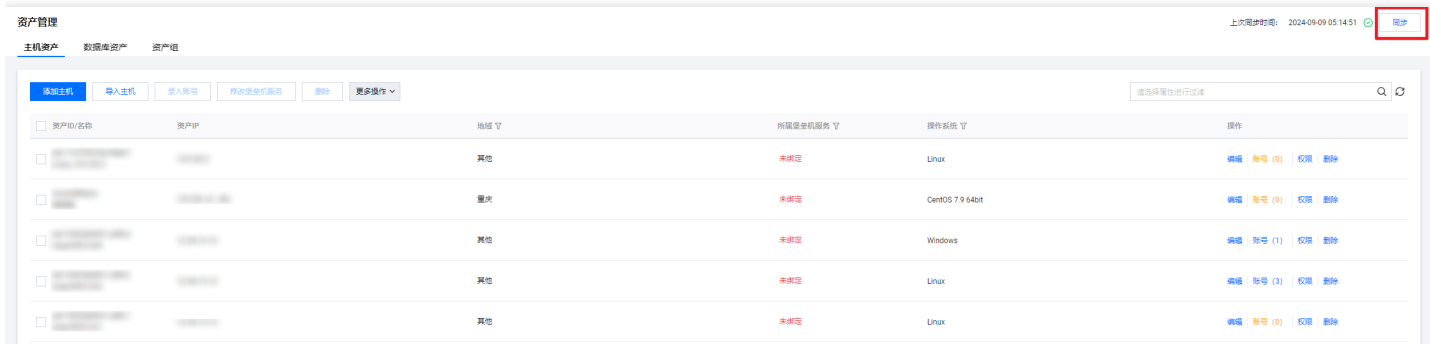 资产管理
上次同步时间: 2024-09-09 05:14:51 同步
主机资产 数据库资产 资产组
添加主机 导入主机 录入账号 修改堡垒机服务 删除 更多操作 请选择属性进行过滤
资产ID/名称 资产IP 地域 所属堡垒机服务 操作系统 操作
其他 未绑定 Linux 编辑 账号 (0) 权限 删除
重庆 未绑定 CentOS 7.9 64bit 编辑 账号 (0) 权限 删除
其他 未绑定 Windows 编辑 账号 (1) 权限 删除
其他 未绑定 Linux 编辑 账号 (3) 权限 删除
其他 未绑定 Linux 编辑 账号 (0) 权限 删除